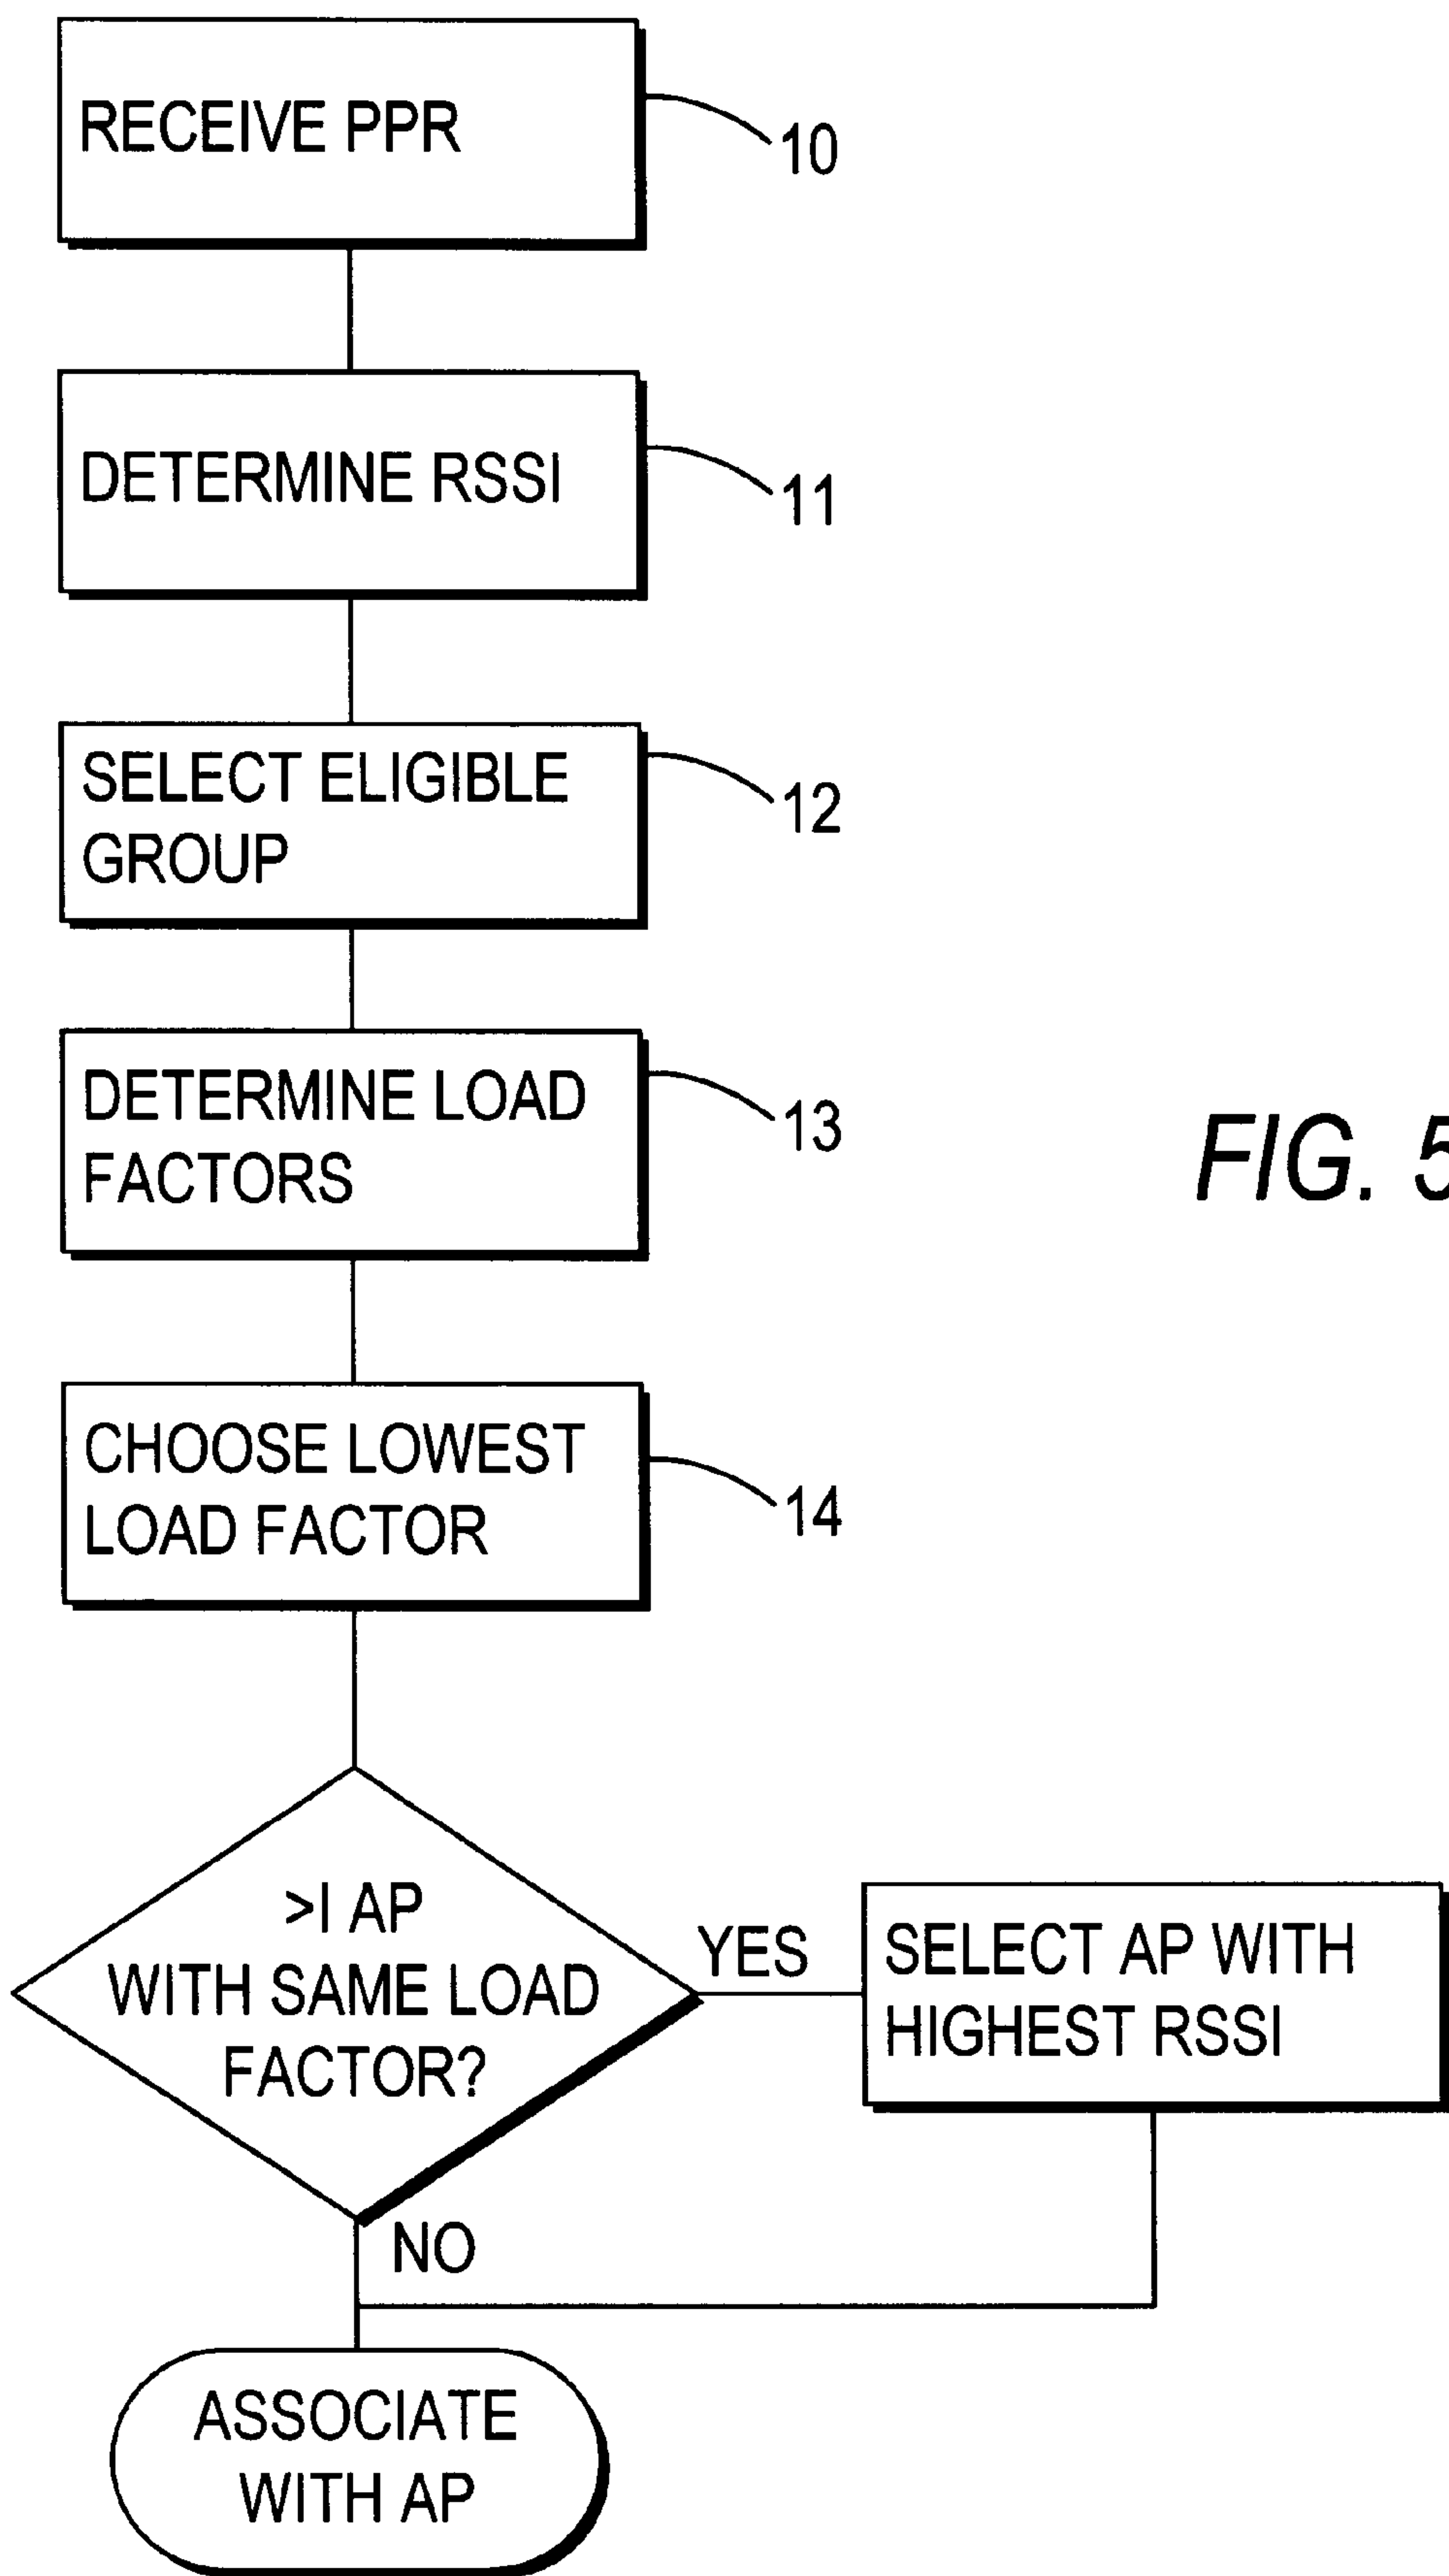 RECEIVE PPR
10
DETERMINE RSSI
11
SELECT ELIGIBLE
GROUP
12
DETERMINE LOAD
FACTORS
13
FIG. 5
CHOOSE LOWEST
LOAD FACTOR
14
>I AP
WITH SAME LOAD
FACTOR?
YES
SELECT AP WITH
HIGHEST RSSI
NO
ASSOCIATE
WITH AP